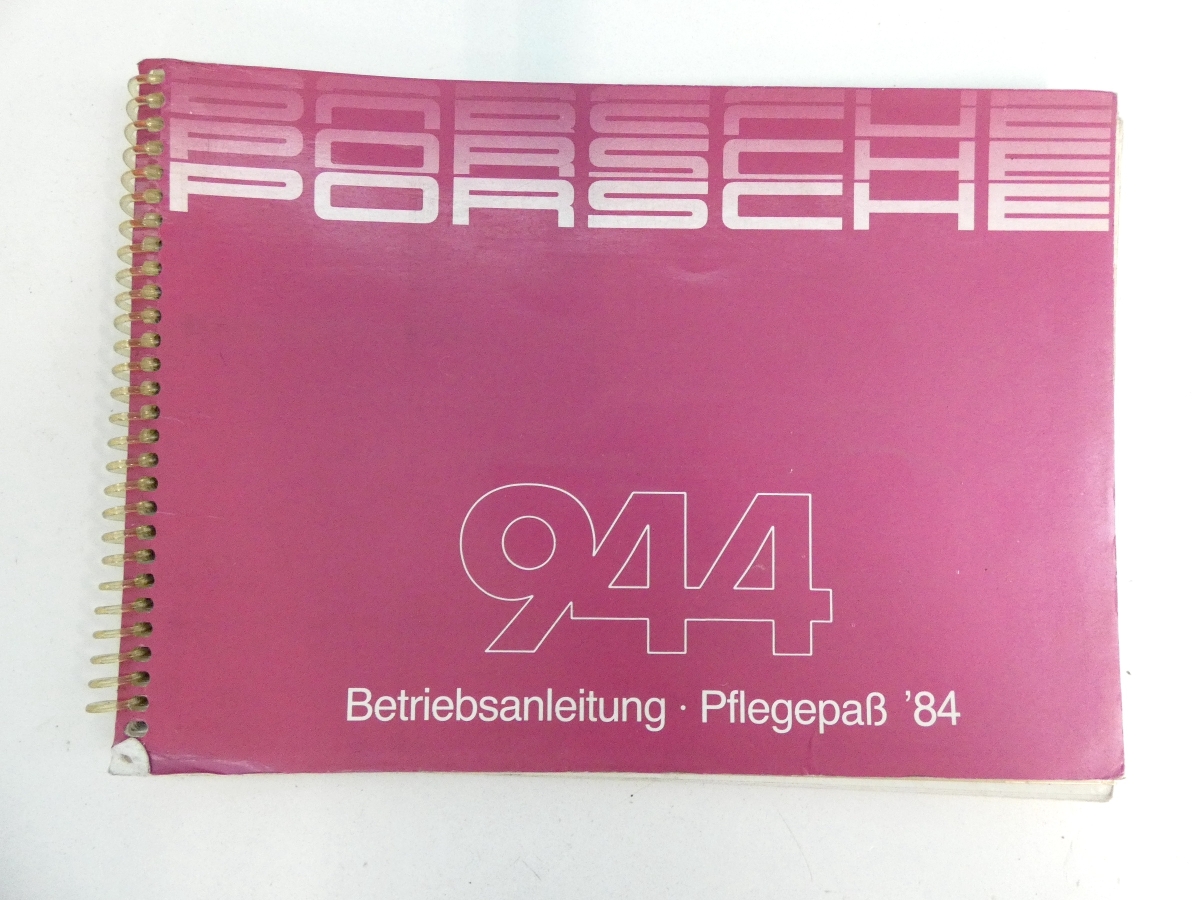 PORSCHE
PORSCHE
PORSCHE
944
Betriebsanleitung · Pflegepaß '84